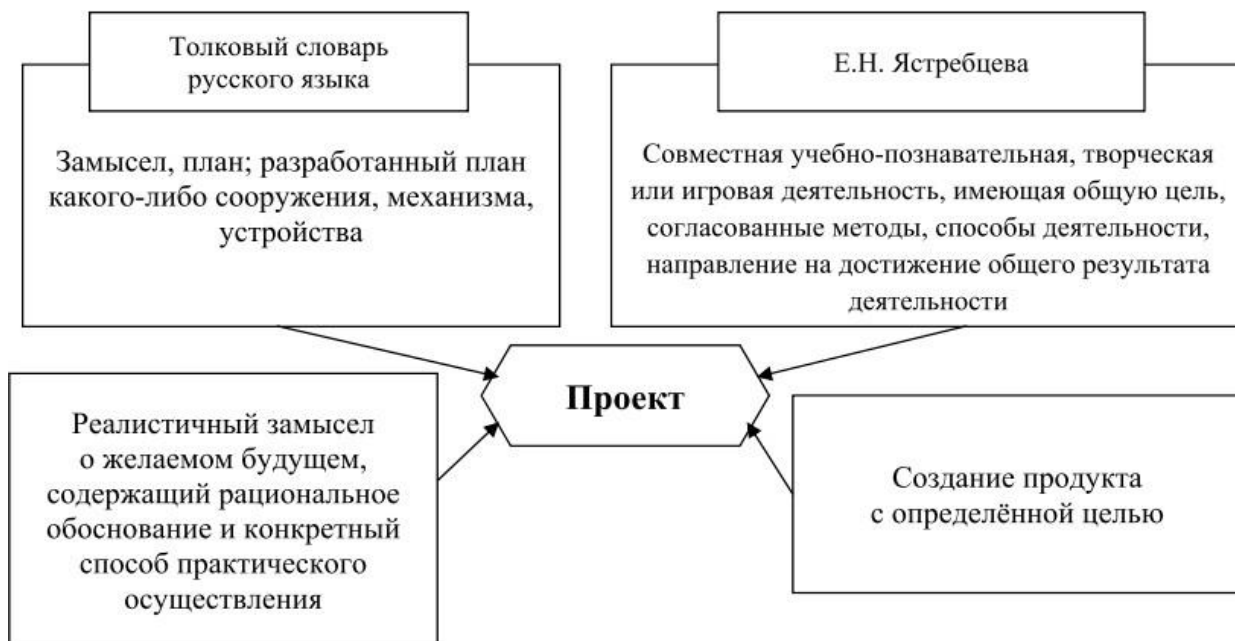 Толковый словарь
русского языка
Замысел, план; разработанный план
какого-либо сооружения, механизма,
устройства
Е.Н. Ястребцева
Совместная учебно-познавательная, творческая
или игровая деятельность, имеющая общую цель,
согласованные методы, способы деятельности,
направление на достижение общего результата
деятельности
Проект
Реалистичный замысел
о желаемом будущем,
содержащий рациональное
обоснование и конкретный
способ практического
осуществления
Создание продукта
с определённой целью